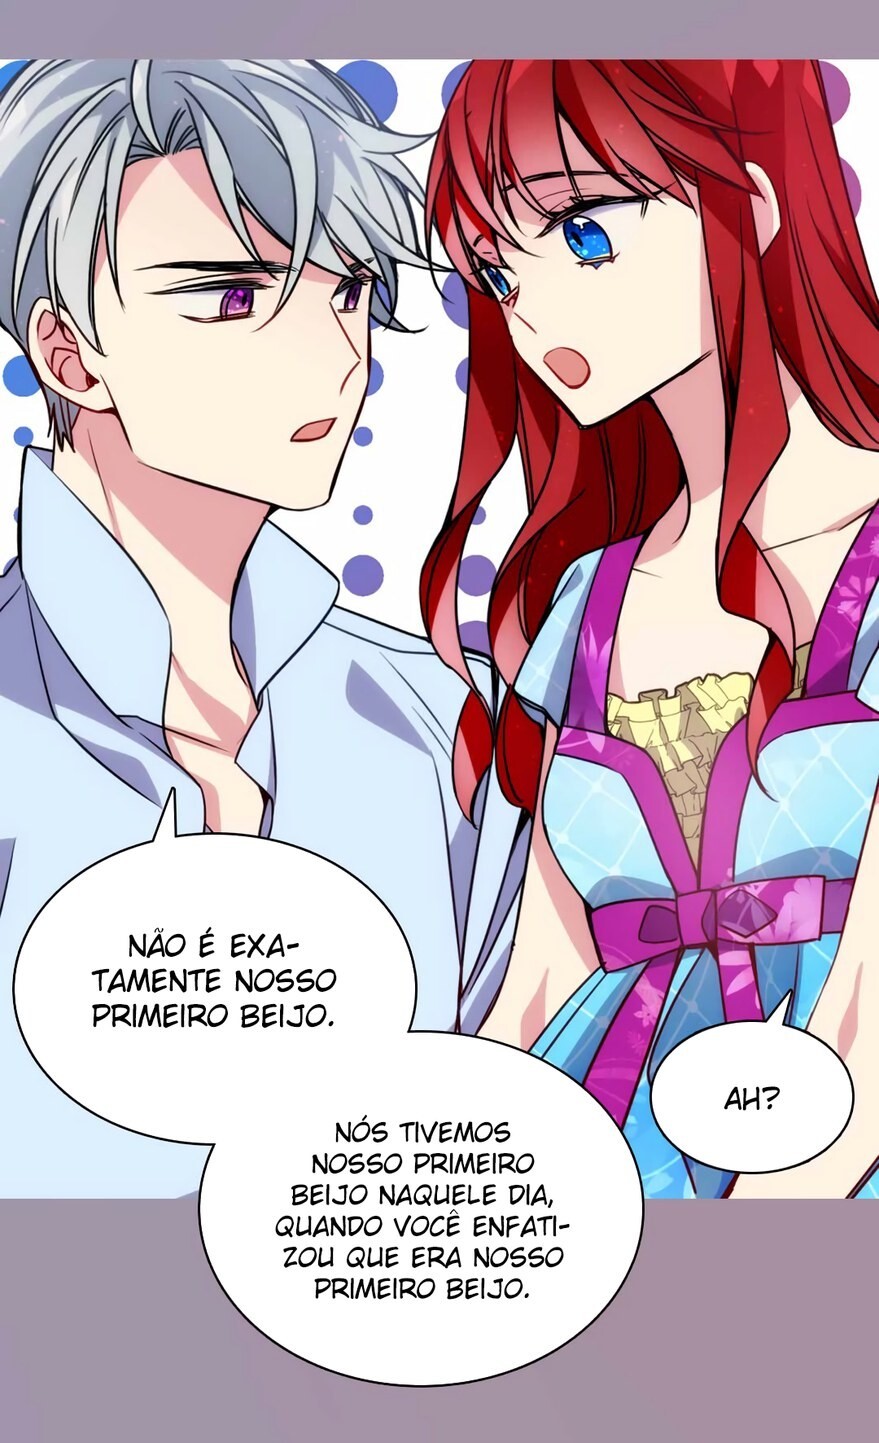 NÃO É EXA-
TAMENTE NOSSO
PRIMEIRO BEIJO.
NÓS TIVEMOS
NOSSO PRIMEIRO
BEIJO NAQUELE DIA,
QUANDO VOCÊ ENFATI-
ZOU QUE ERA NOSSO
PRIMEIRO BEIJO.
AH?